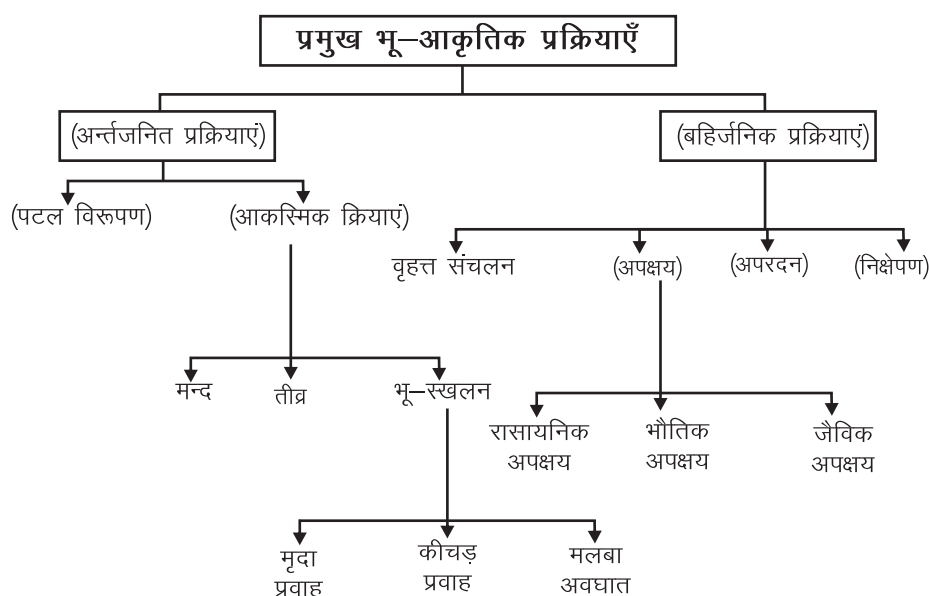 प्रमुख भू–आकृतिक प्रक्रियाएँ
(अर्न्तजनित प्रक्रियाएं)
(बहिर्जनिक प्रक्रियाएं)
(पटल विरूपण)
(आकस्मिक क्रियाएं)
वृहत्त संचलन
(अपक्षय)
(अपरदन)
(निक्षेपण)
मन्द
तीव्र
भू–स्खलन
रासायनिक
अपक्षय
भौतिक
अपक्षय
जैविक
अपक्षय
मृदा
प्रवाह
कीचड़
प्रवाह
मलबा
अवघात